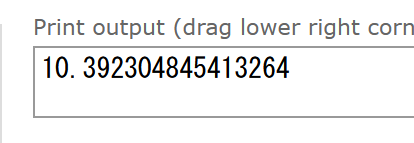 Print output (drag lower right corn
10.392304845413264